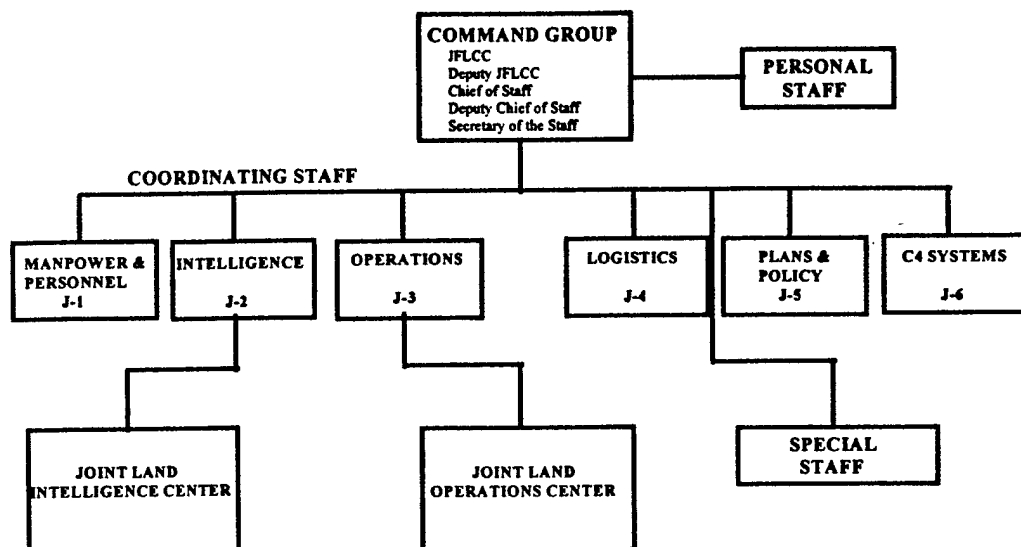 COMMAND GROUP
JFLCC
Deputy JFLCC
Chief of Staff
Deputy Chief of Staff
Secretary of the Staff
PERSONAL
STAFF
COORDINATING STAFF
MANPOWER &
PERSONNEL
J-1
INTELLIGENCE
J-2
OPERATIONS
J-3
LOGISTICS
J-4
PLANS &
POLICY
J-5
C4 SYSTEMS
J-6
JOINT LAND
INTELLIGENCE CENTER
JOINT LAND
OPERATIONS CENTER
SPECIAL
STAFF